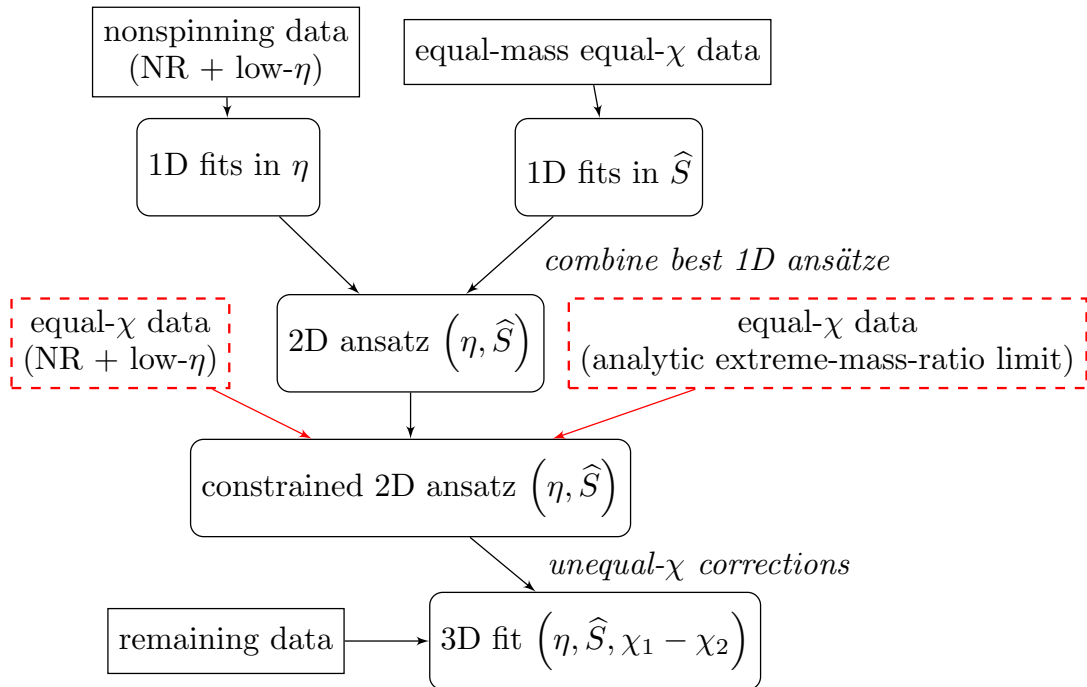 nonspinning data
(NR + low-η)
equal-mass equal-χ data
1D fits in η
1D fits in Ŝ
combine best 1D ansätze
equal-χ data
(NR + low-η)
2D ansatz (η, Ŝ)
equal-χ data
(analytic extreme-mass-ratio limit)
constrained 2D ansatz (η, Ŝ)
unequal-χ corrections
remaining data
3D fit (η, Ŝ, χ₁ − χ₂)